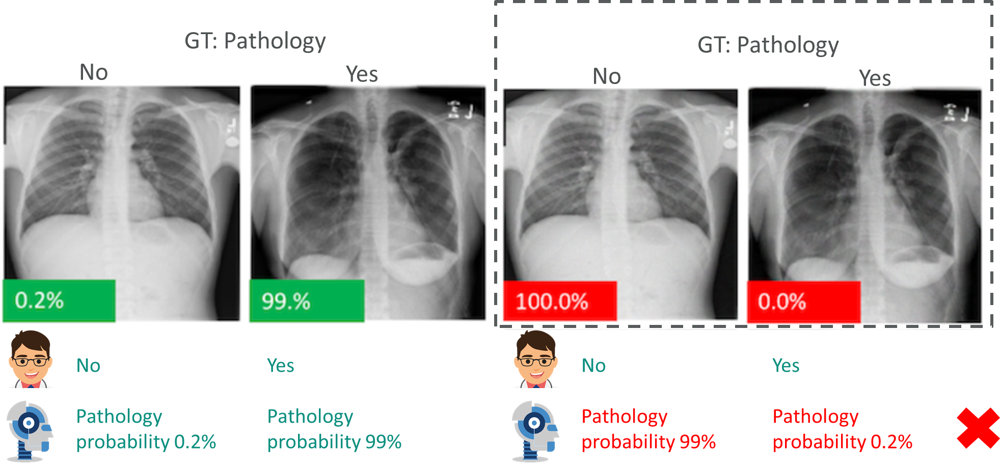 GT: Pathology
No
Yes
0.2%
99.%
GT: Pathology
No
Yes
100.0%
0.0%
No
Yes
No
Yes
Pathology
probability 0.2%
Pathology
probability 99%
Pathology
probability 99%
Pathology
probability 0.2%